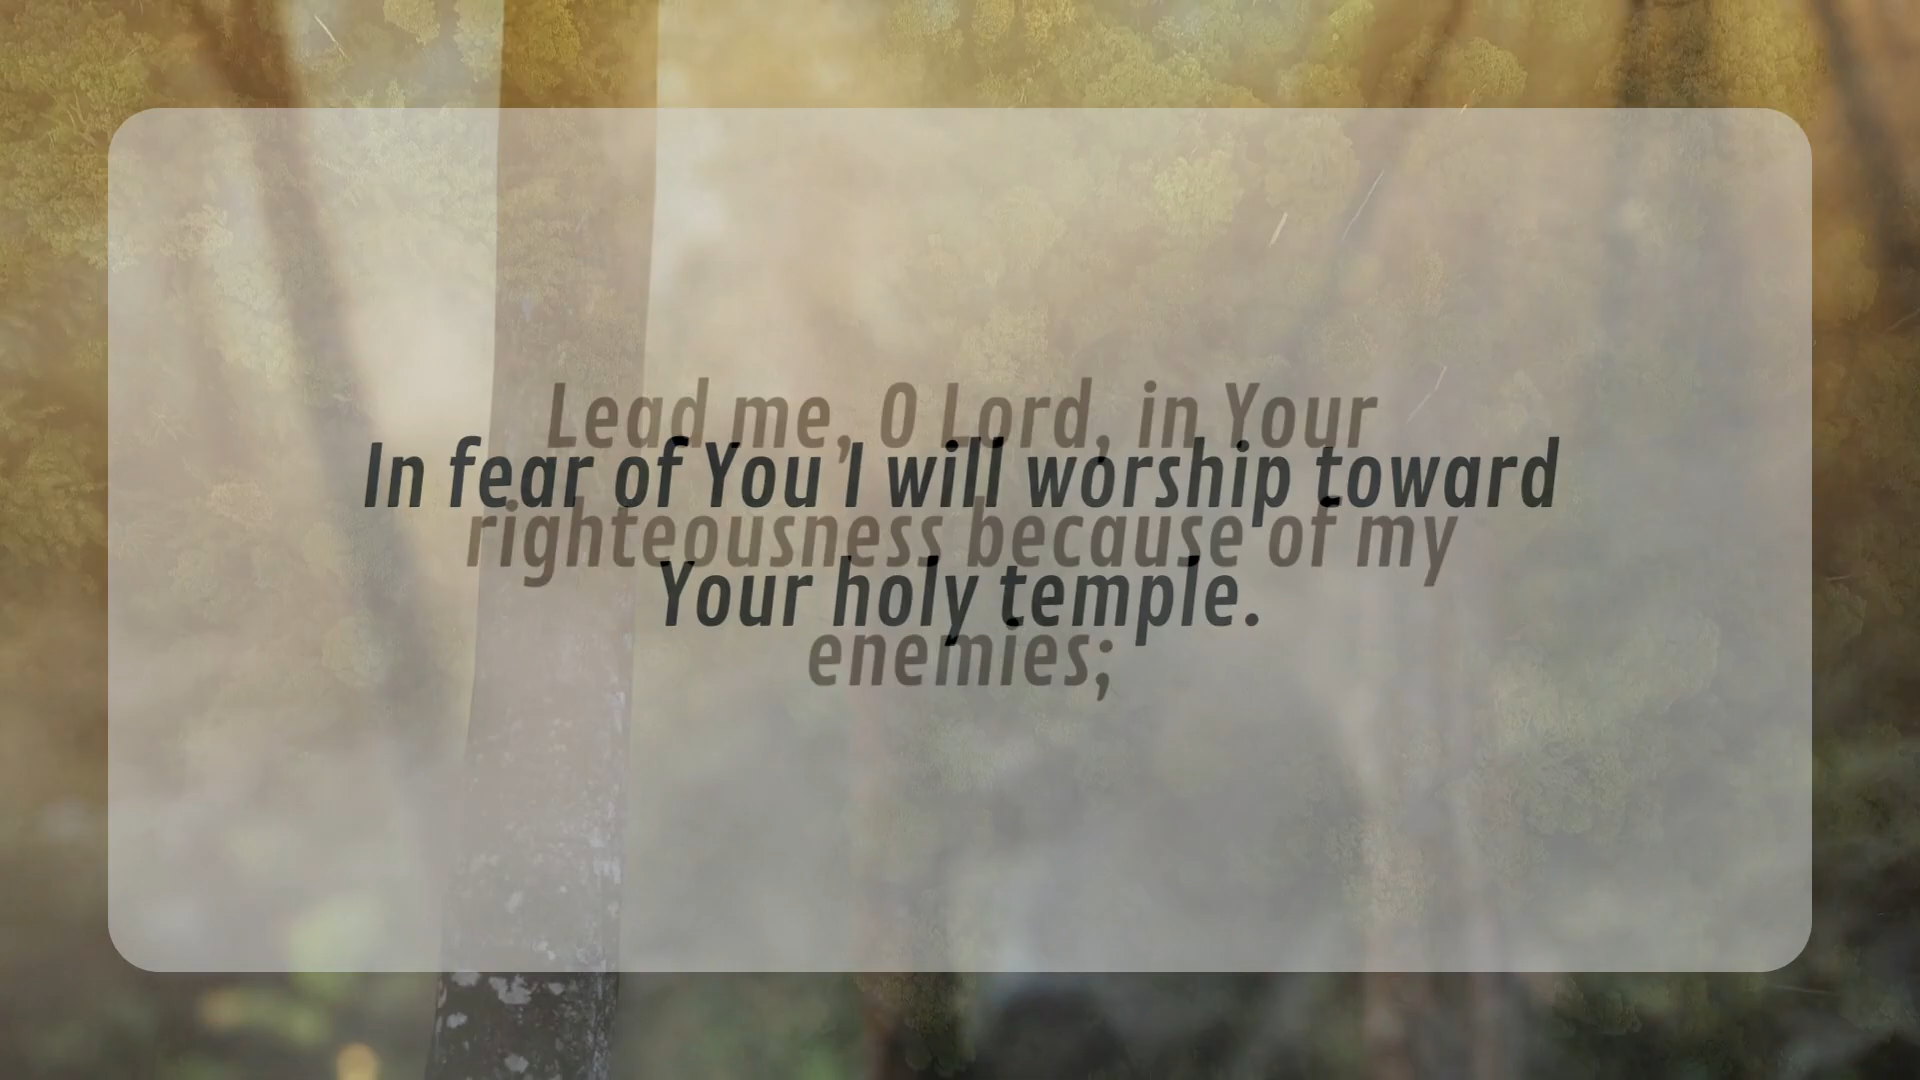 In fear of You I will worship toward
Your holy temple.
Lead me, O Lord, in Your
righteousness because of my
enemies;